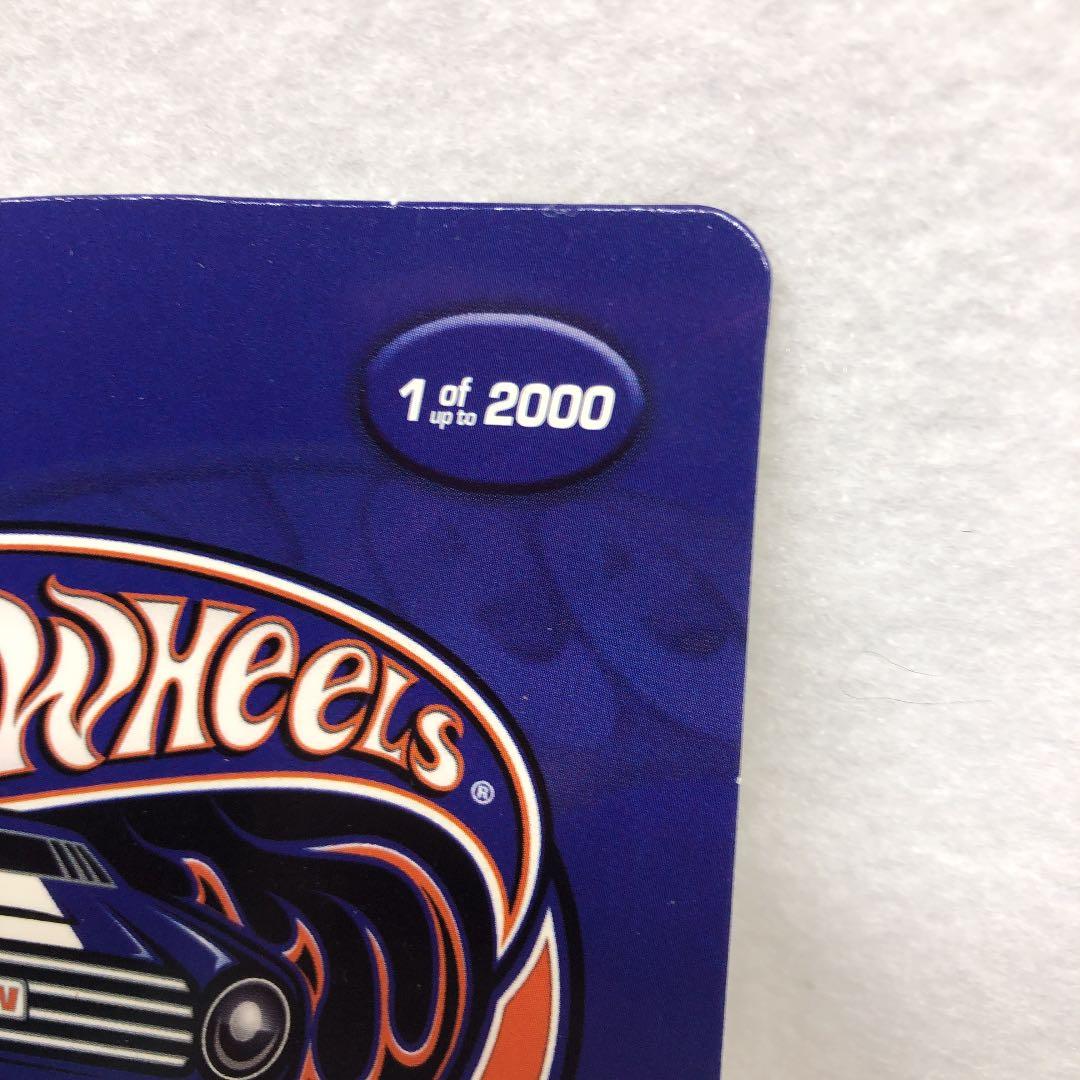 1 of up to 2000
WHEELS ®